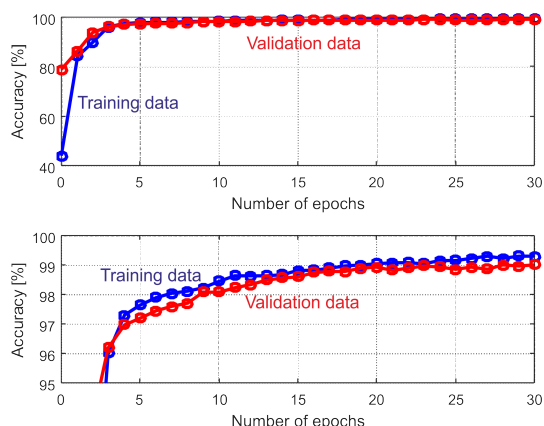 100
80
60
40
Accuracy [%]
Validation data
Training data
0 5 10 15 20 25 30
Number of epochs
100
99
98
97
96
95
Accuracy [%]
Training data
Validation data
0 5 10 15 20 25 30
Number of epochs